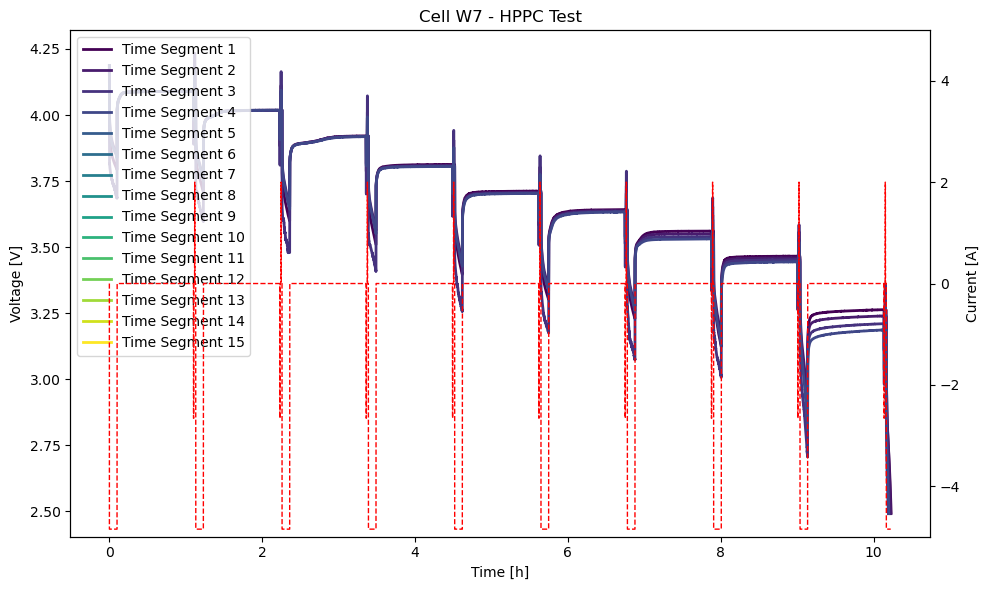 Cell W7 - HPPC Test
Voltage [V]
4.25
4.00
3.75
3.50
3.25
3.00
2.75
2.50
Time Segment 1
Time Segment 2
Time Segment 3
Time Segment 4
Time Segment 5
Time Segment 6
Time Segment 7
Time Segment 8
Time Segment 9
Time Segment 10
Time Segment 11
Time Segment 12
Time Segment 13
Time Segment 14
Time Segment 15
4
2
0
−2
−4
Current [A]
0
2
4
6
8
10
Time [h]